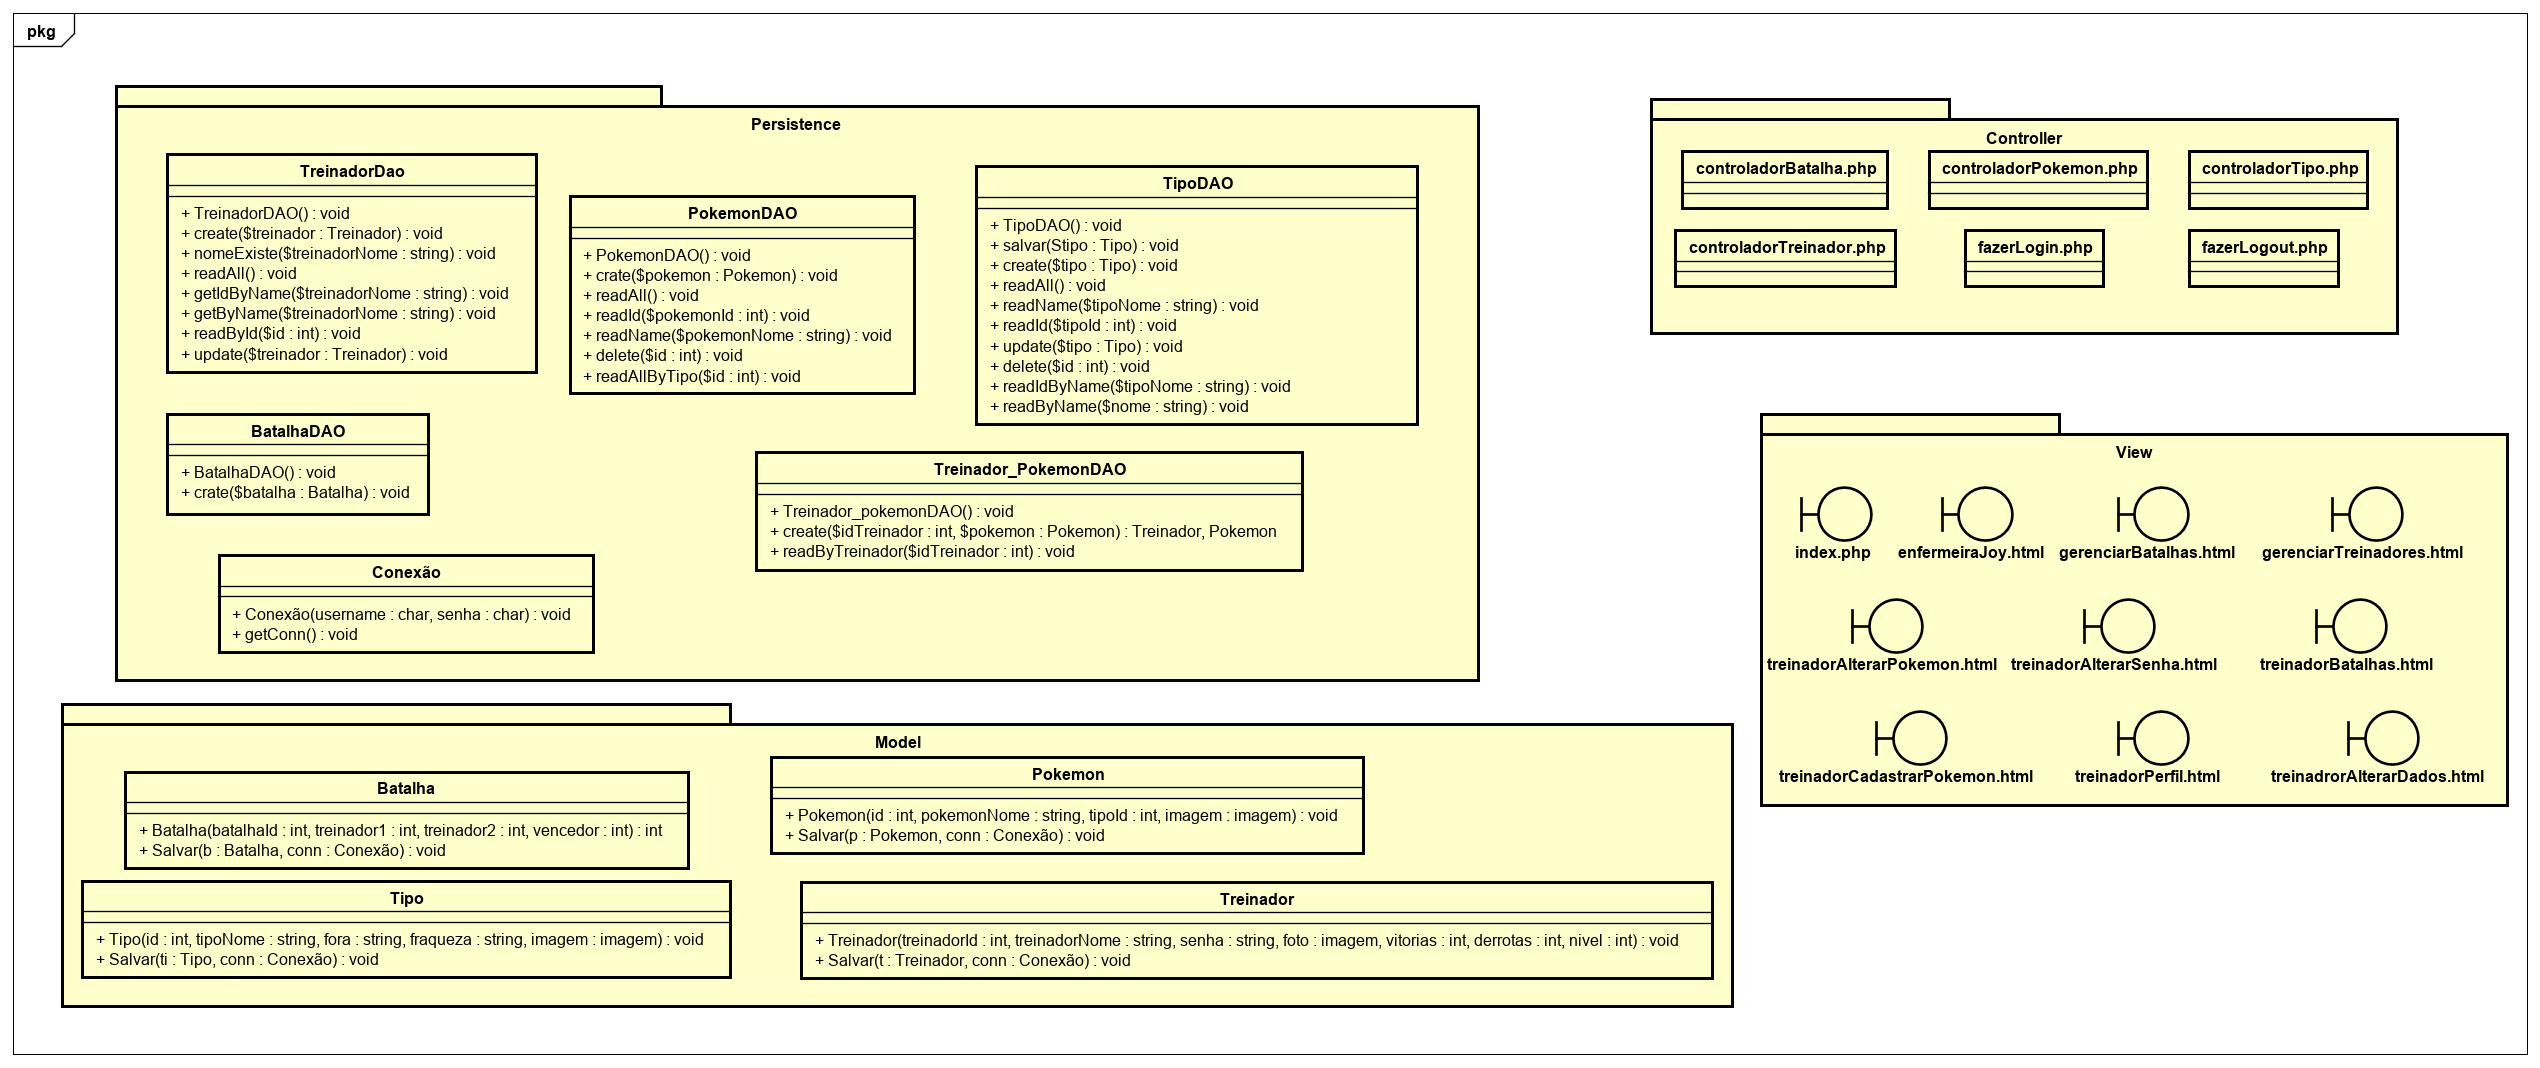 pkg
Persistence
TreinadorDao
+ TreinadorDAO() : void
+ create($treinador : Treinador) : void
+ nomeExiste($treinadorNome : string) : void
+ readAll() : void
+ getIdByName($treinadorNome : string) : void
+ getByName($treinadorNome : string) : void
+ readById($id : int) : void
+ update($treinador : Treinador) : void
PokemonDAO
+ PokemonDAO() : void
+ crate($pokemon : Pokemon) : void
+ readAll() : void
+ readId($pokemonId : int) : void
+ readName($pokemonNome : string) : void
+ delete($id : int) : void
+ readAllByTipo($id : int) : void
TipoDAO
+ TipoDAO() : void
+ salvar(Stipo : Tipo) : void
+ create($tipo : Tipo) : void
+ readAll() : void
+ readName($tipoNome : string) : void
+ readId($tipoId : int) : void
+ update($tipo : Tipo) : void
+ delete($id : int) : void
+ readIdByName($tipoNome : string) : void
+ readByName($nome : string) : void
BatalhaDAO
+ BatalhaDAO() : void
+ crate($batalha : Batalha) : void
Treinador_PokemonDAO
+ Treinador_pokemonDAO() : void
+ create($idTreinador : int, $pokemon : Pokemon) : Treinador, Pokemon
+ readByTreinador($idTreinador : int) : void
Conexão
+ Conexão(username : char, senha : char) : void
+ getConn() : void
Controller
controladorBatalha.php
controladorPokemon.php
controladorTipo.php
controladorTreinador.php
fazerLogin.php
fazerLogout.php
View
index.php
enfermeiraJoy.html
gerenciarBatalhas.html
gerenciarTreinadores.html
treinadorAlterarPokemon.html
treinadorAlterarSenha.html
treinadorBatalhas.html
treinadorCadastrarPokemon.html
treinadorPerfil.html
treinadrorAlterarDados.html
Model
Batalha
+ Batalha(batalhaId : int, treinador1 : int, treinador2 : int, vencedor : int) : int
+ Salvar(b : Batalha, conn : Conexão) : void
Pokemon
+ Pokemon(id : int, pokemonNome : string, tipoId : int, imagem : imagem) : void
+ Salvar(p : Pokemon, conn : Conexão) : void
Tipo
+ Tipo(id : int, tipoNome : string, fora : string, fraqueza : string, imagem : imagem) : void
+ Salvar(ti : Tipo, conn : Conexão) : void
Treinador
+ Treinador(treinadorId : int, treinadorNome : string, senha : string, foto : imagem, vitorias : int, derrotas : int, nivel : int) : void
+ Salvar(t : Treinador, conn : Conexão) : void